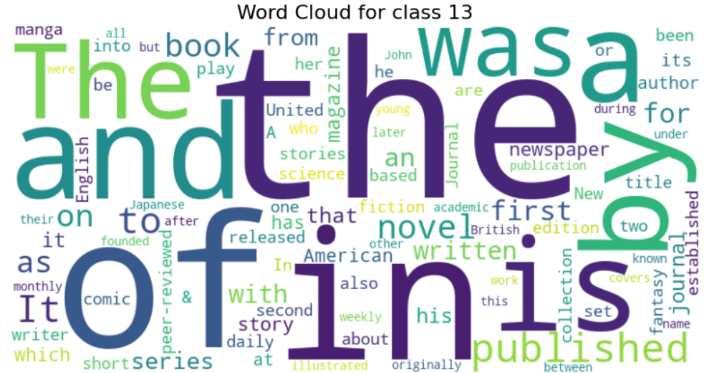 Word Cloud for class 13
manga
all
into
but
book
from
was
a
been
its
or
author
The
were
be
play
her
he
John
are
for
the
United
A
who
magazine
young
later
during
under
and
English
stories
science
an
based
Journal
newspaper
publication
by
title
New
their
on
Japanese
after
to
one
has
that
fiction
academic
first
edition
two
it
founded
released
novel
British
known
established
as
of
In
American
other
written
is
in
collection
covers
journal
fantasy
monthly
It
comic
peer-reviewed
&
with
also
work
this
set
name
writer
second
story
weekly
his
which
short
series
daily
at
about
illustrated
originally
published
between